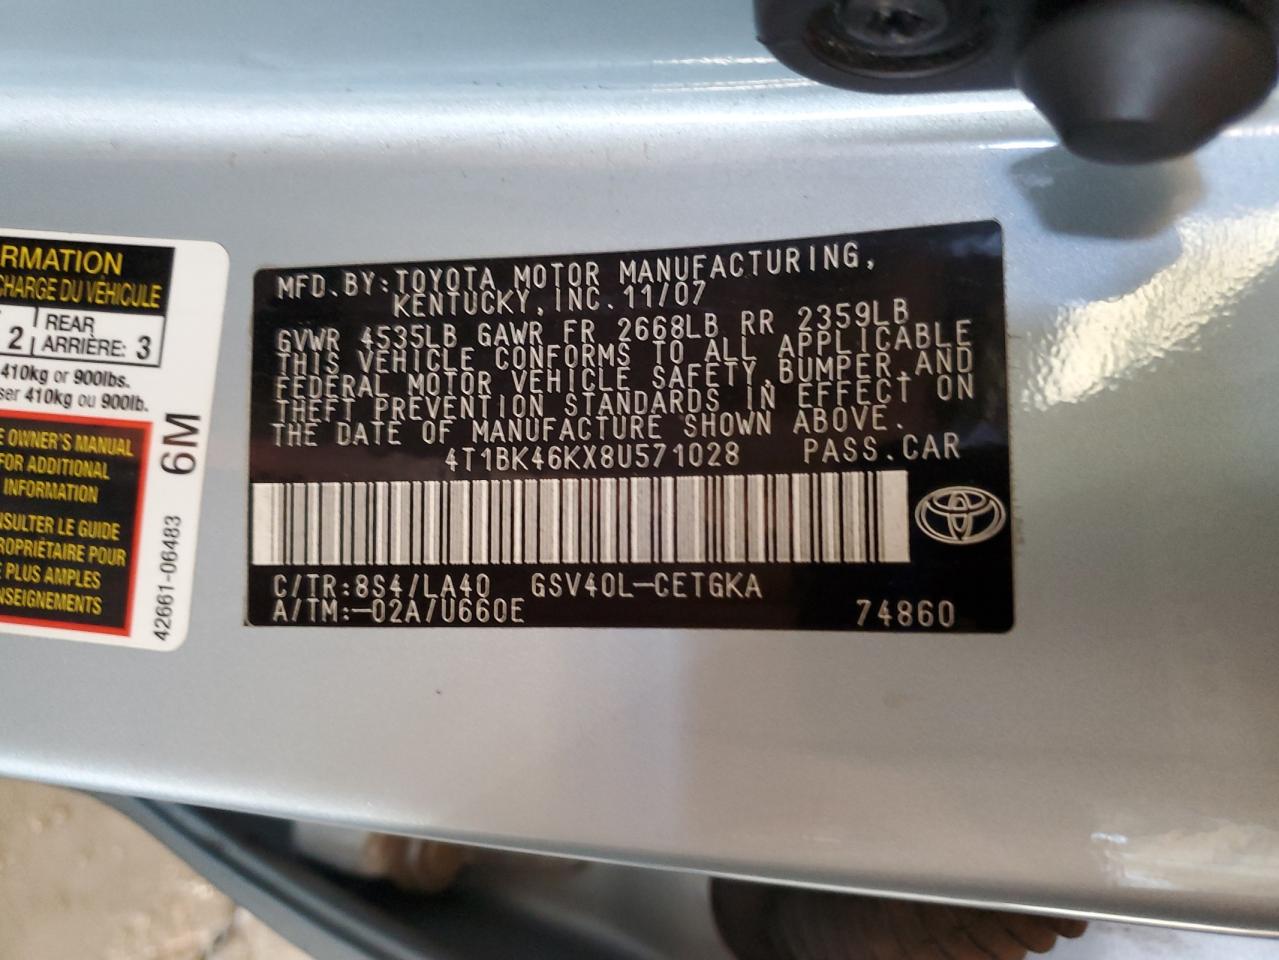 RMATION
CHARGE DU VÉHICULE
2 REAR ARRIÈRE: 3
410kg or 900lbs.
ser 410kg ou 900lb.
E OWNER'S MANUAL
FOR ADDITIONAL
INFORMATION
NSULTER LE GUIDE
ROPRIÉTAIRE POUR
E PLUS AMPLES
NSEIGNEMENTS
6M
42661-06483
MFD.BY:TOYOTA MOTOR MANUFACTURING,
KENTUCKY,INC.11/07
GVWR 4535LB GAWR FR 2668LB RR 2359LB
THIS VEHICLE CONFORMS TO ALL APPLICABLE
FEDERAL MOTOR VEHICLE SAFETY,BUMPER,AND
THEFT PREVENTION STANDARDS IN EFFECT ON
THE DATE OF MANUFACTURE SHOWN ABOVE.
4T1BK46KX8U571028 PASS.CAR
C/TR:8S4/LA40 GSV40L-CETGKA
A/TM:-02A/U660E 74860